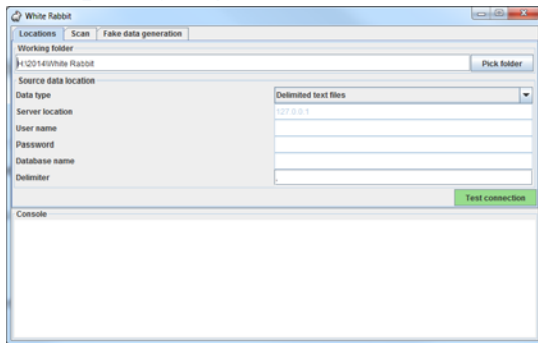 White Rabbit
Locations Scan Fake data generation
Working folder
H:\2014\White Rabbit Pick folder
Source data location
Data type Delimited text files
Server location 127.0.0.1
User name
Password
Database name
Delimiter ,
Test connection
Console